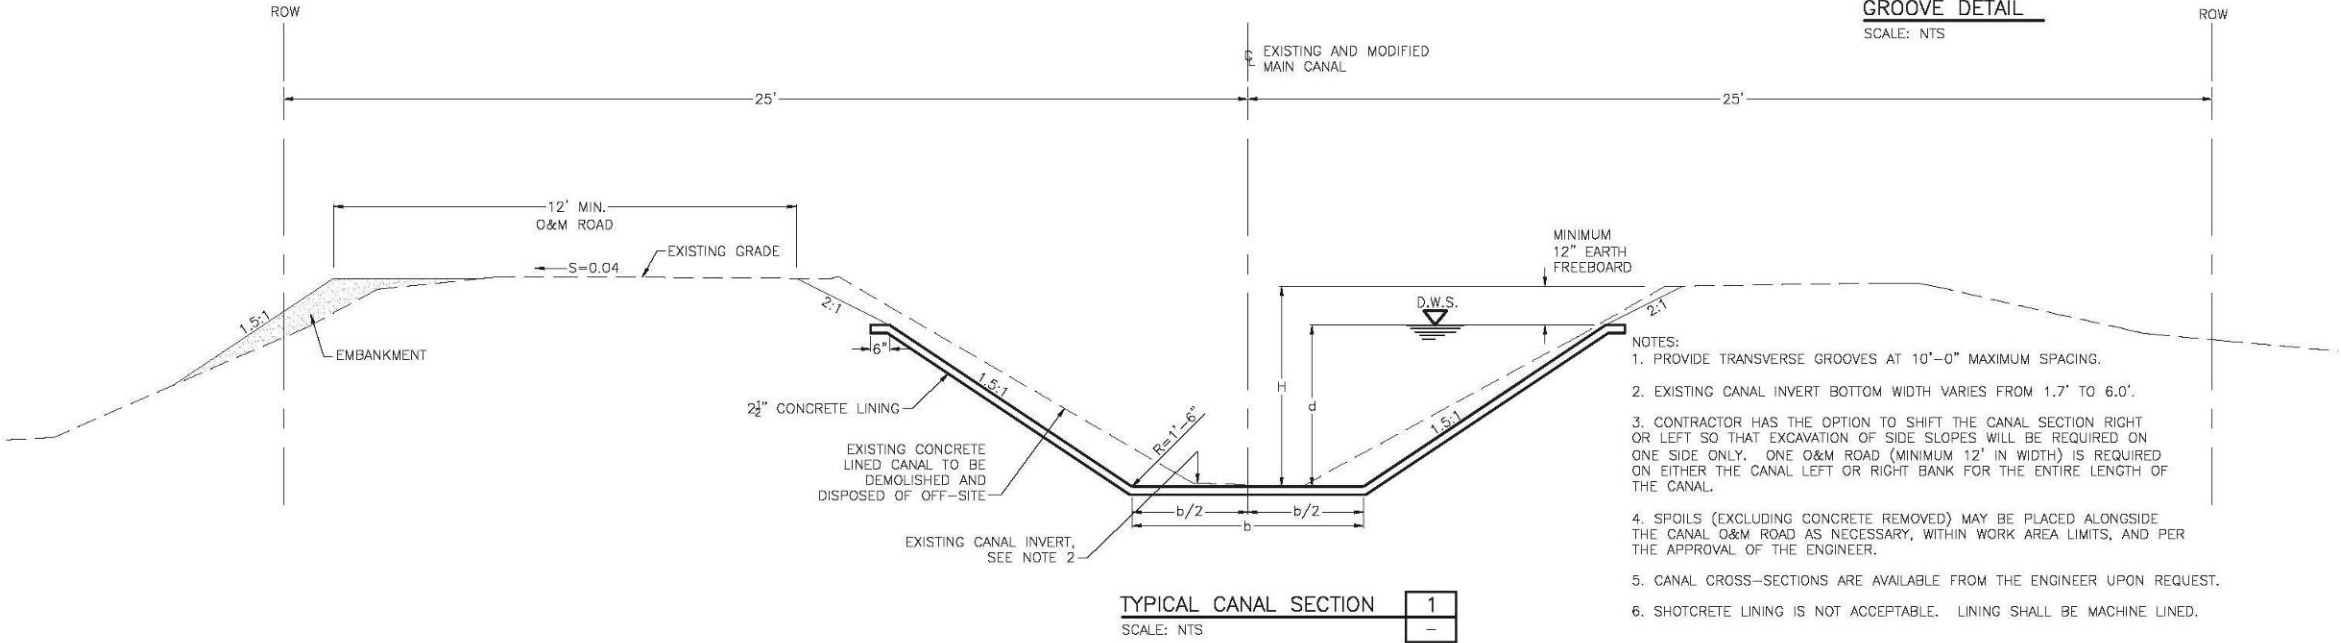 GROOVE DETAIL
SCALE: NTS
ROW
ROW
℄ EXISTING AND MODIFIED
MAIN CANAL
25'
25'
12' MIN.
O&M ROAD
EXISTING GRADE
S=0.04
MINIMUM
12" EARTH
FREEBOARD
2:1
D.W.S.
2:1
1.5:1
EMBANKMENT
6"
H
d
1.5:1
1.5:1
2½" CONCRETE LINING
R=1'-6"
EXISTING CONCRETE
LINED CANAL TO BE
DEMOLISHED AND
DISPOSED OF OFF-SITE
b/2
b/2
b
EXISTING CANAL INVERT,
SEE NOTE 2
NOTES:
1. PROVIDE TRANSVERSE GROOVES AT 10'-0" MAXIMUM SPACING.
2. EXISTING CANAL INVERT BOTTOM WIDTH VARIES FROM 1.7' TO 6.0'.
3. CONTRACTOR HAS THE OPTION TO SHIFT THE CANAL SECTION RIGHT
OR LEFT SO THAT EXCAVATION OF SIDE SLOPES WILL BE REQUIRED ON
ONE SIDE ONLY. ONE O&M ROAD (MINIMUM 12' IN WIDTH) IS REQUIRED
ON EITHER THE CANAL LEFT OR RIGHT BANK FOR THE ENTIRE LENGTH OF
THE CANAL.
4. SPOILS (EXCLUDING CONCRETE REMOVED) MAY BE PLACED ALONGSIDE
THE CANAL O&M ROAD AS NECESSARY, WITHIN WORK AREA LIMITS, AND PER
THE APPROVAL OF THE ENGINEER.
5. CANAL CROSS-SECTIONS ARE AVAILABLE FROM THE ENGINEER UPON REQUEST.
6. SHOTCRETE LINING IS NOT ACCEPTABLE. LINING SHALL BE MACHINE LINED.
TYPICAL CANAL SECTION 1
SCALE: NTS –